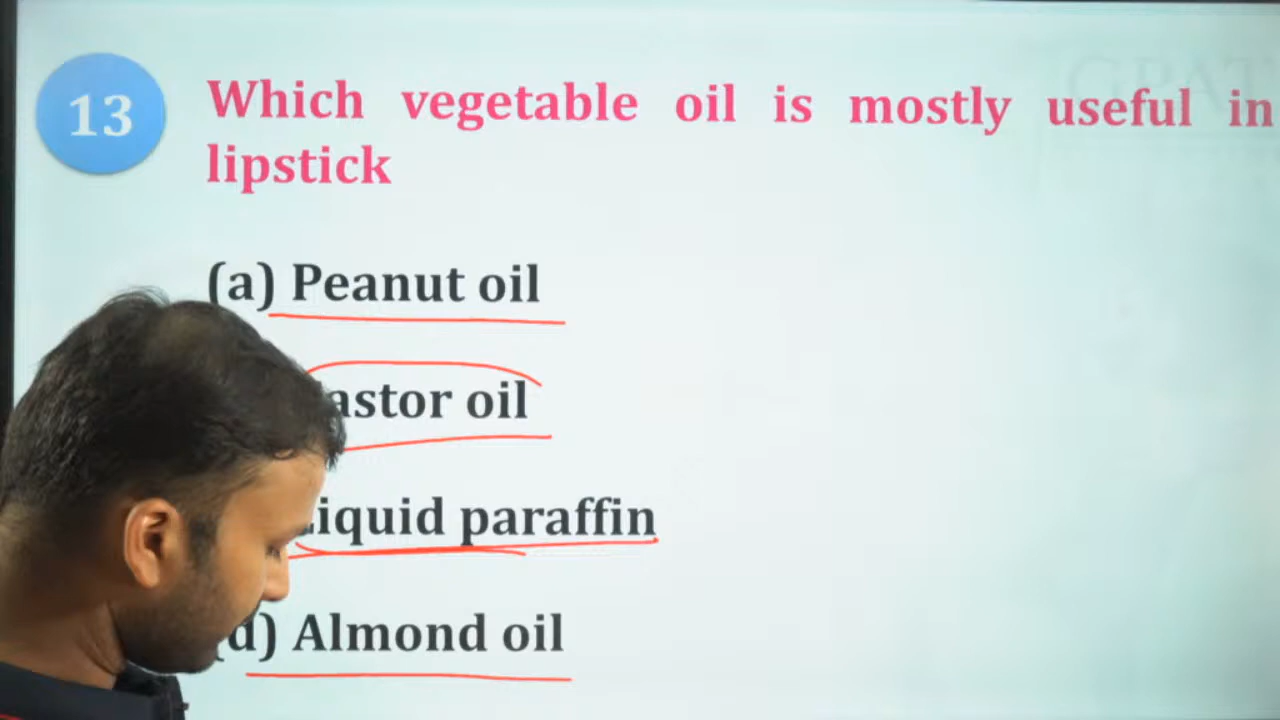 13
Which vegetable oil is mostly useful in
lipstick
(a) Peanut oil
astor oil
iquid paraffin
d) Almond oil